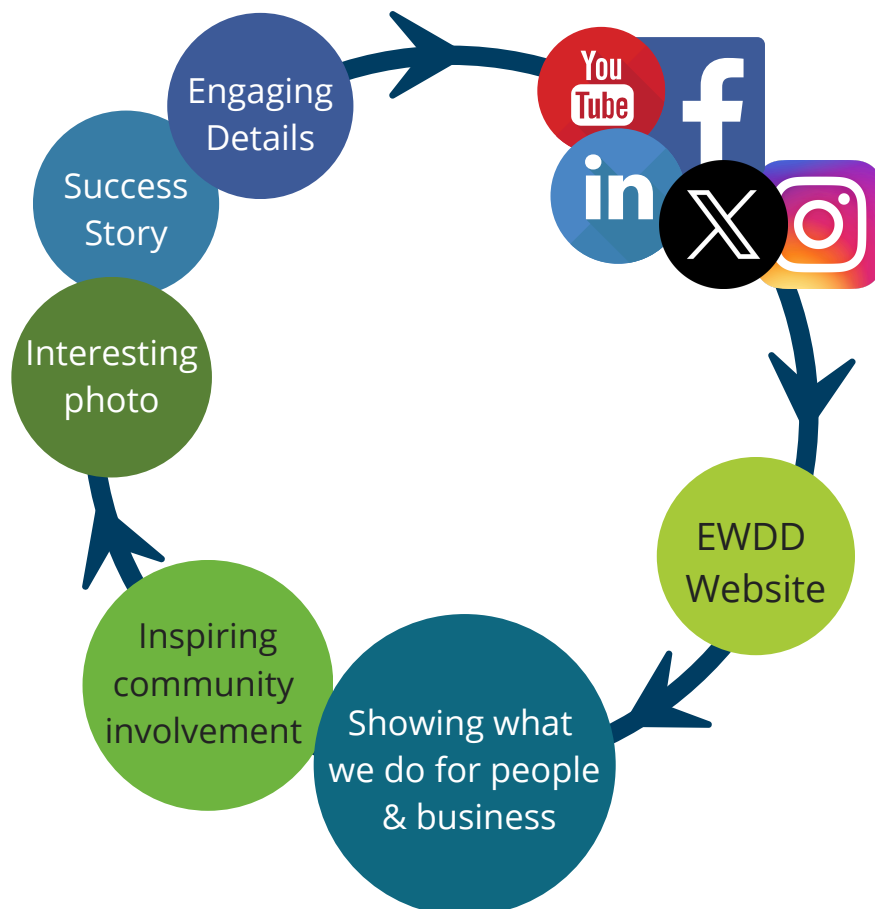 Engaging
Details
Success
Story
Interesting
photo
You
Tube
f
in
X
EWDD
Website
Showing what
we do for people
& business
Inspiring
community
involvement